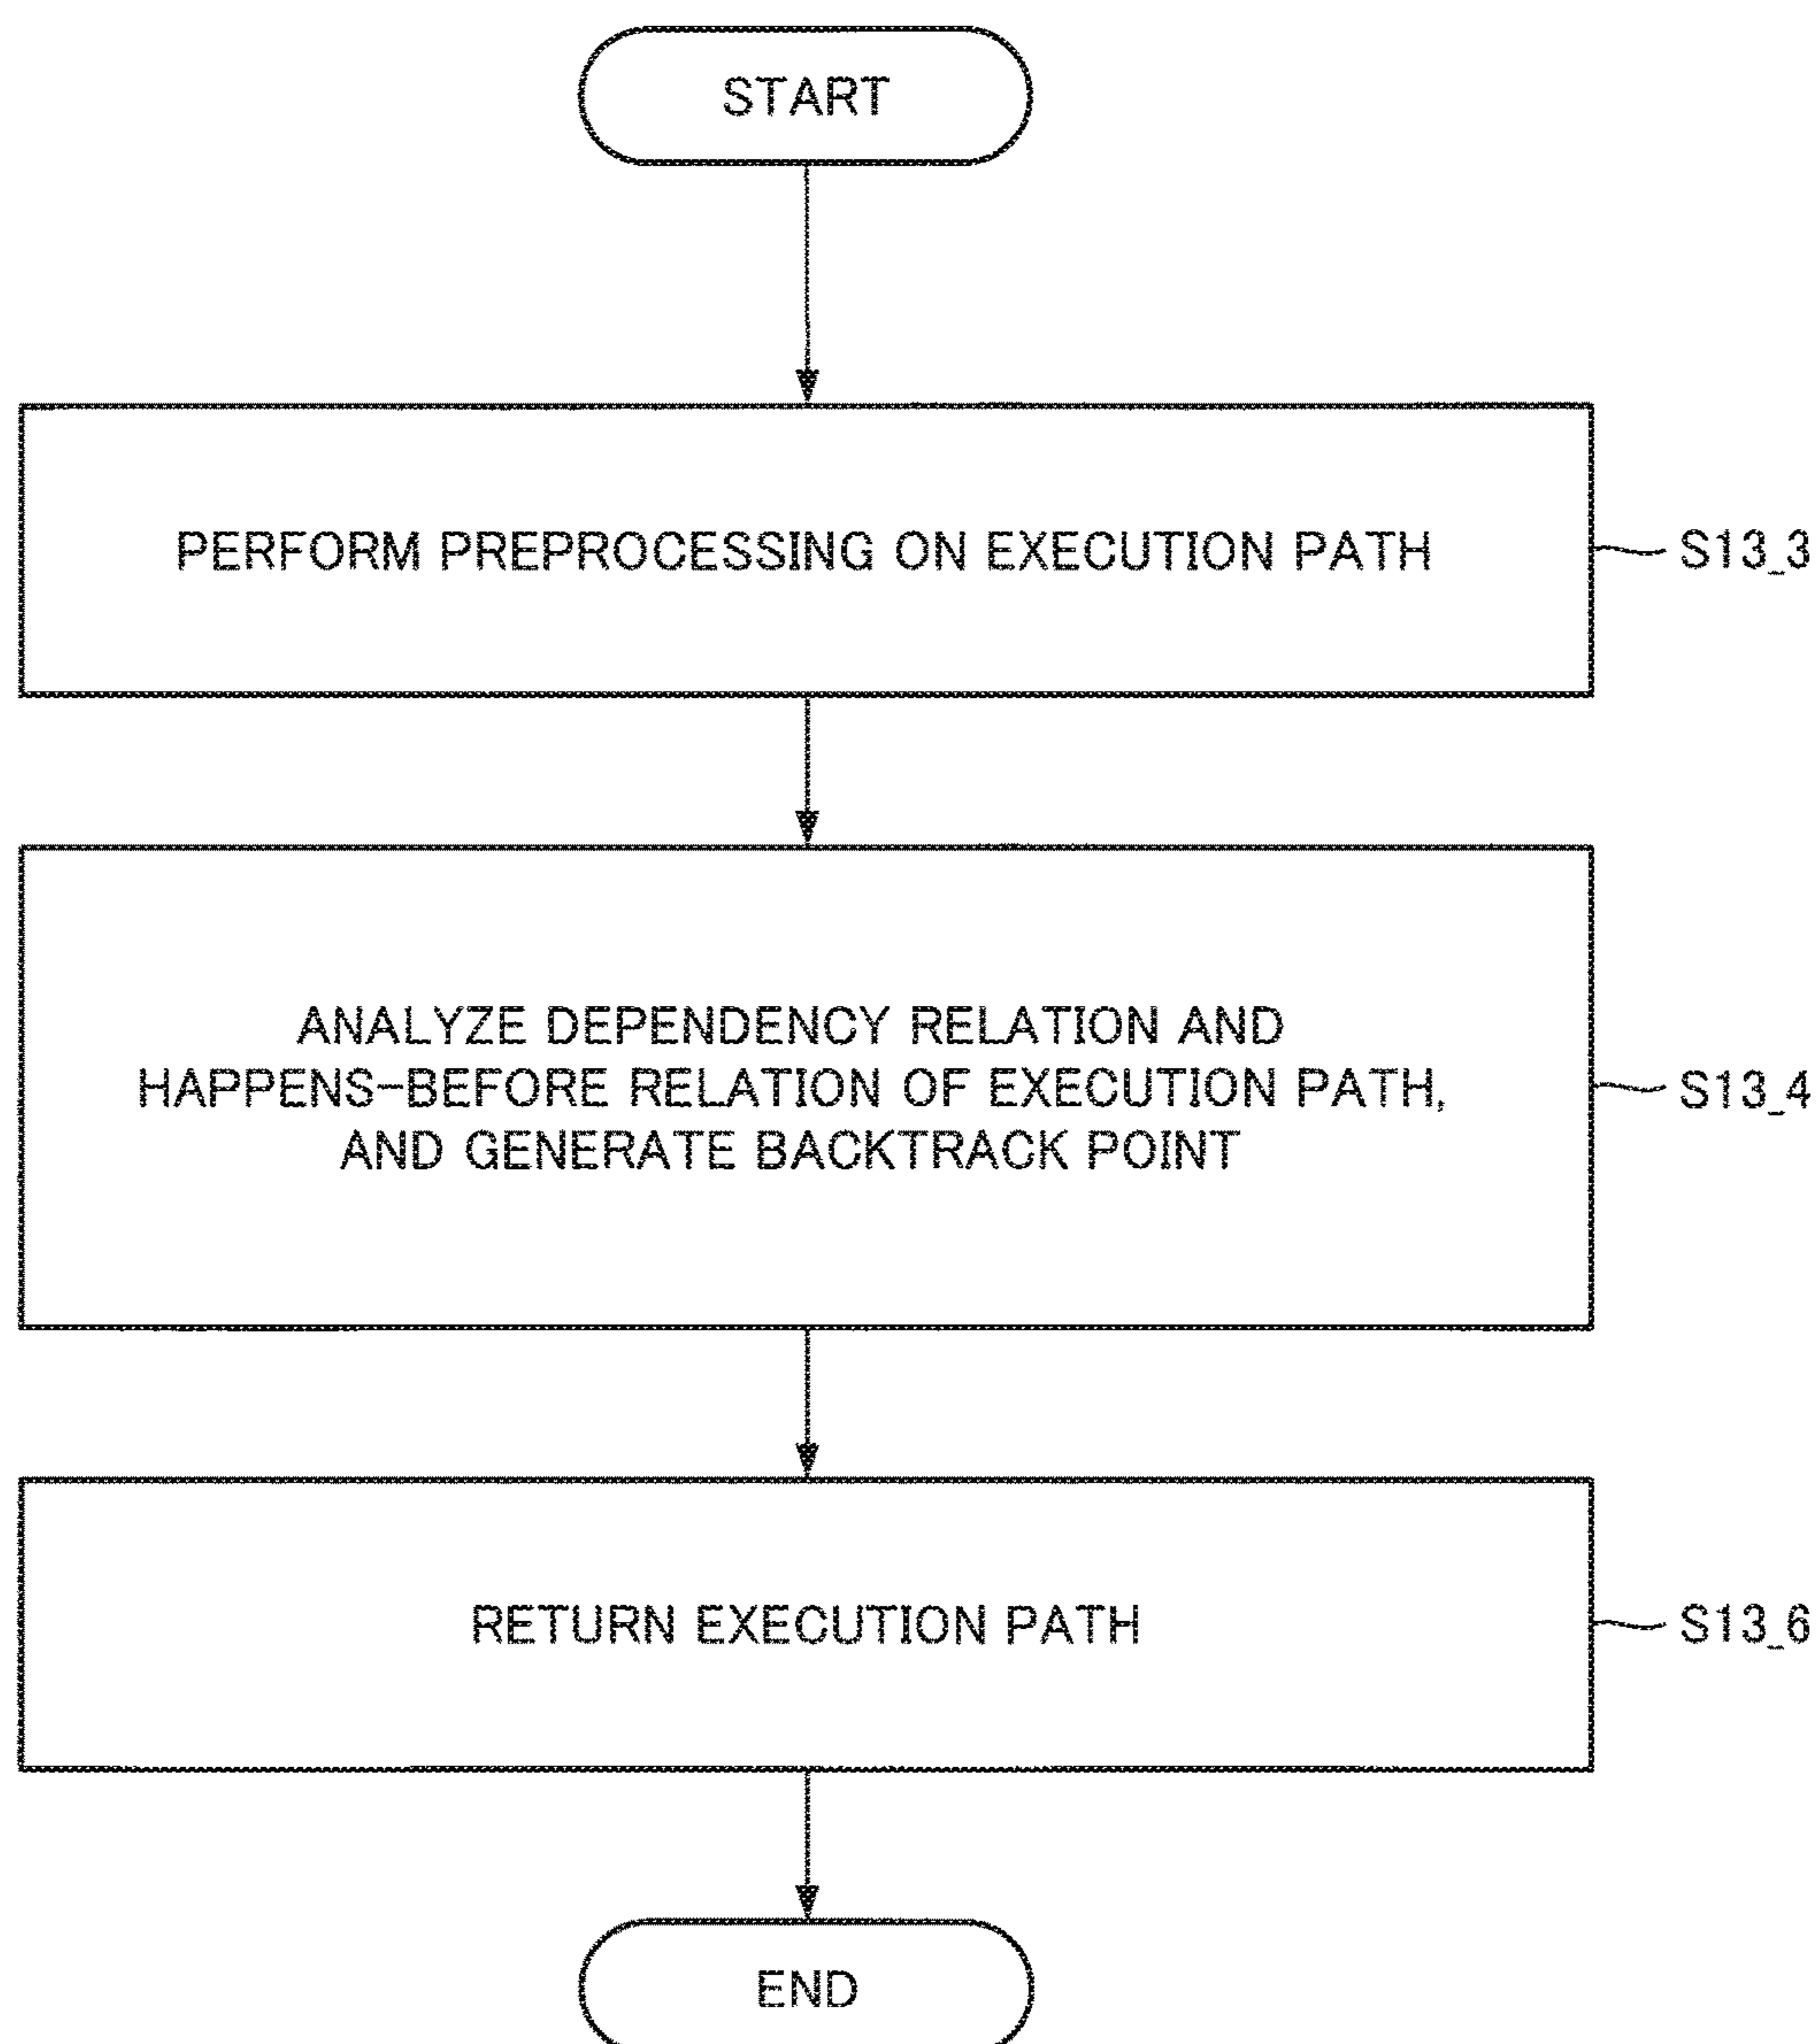 START
PERFORM PREPROCESSING ON EXECUTION PATH
S13_3
ANALYZE DEPENDENCY RELATION AND
HAPPENS-BEFORE RELATION OF EXECUTION PATH,
AND GENERATE BACKTRACK POINT
S13_4
RETURN EXECUTION PATH
S13_6
END